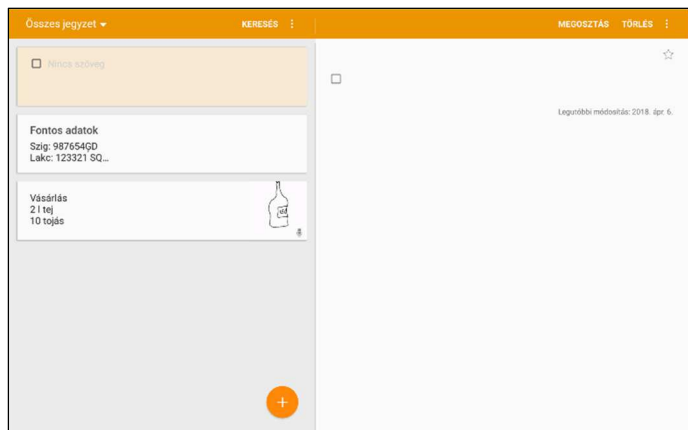 Összes jegyzet
KERESÉS
MEGOSZTÁS TÖRLÉS
Nincs szöveg
Legutóbbi módosítás: 2018. ápr. 6.
Fontos adatok
Szig: 987654GD
Lakc: 123321 SQ...
Vásárlás
2 l tej
10 tojás